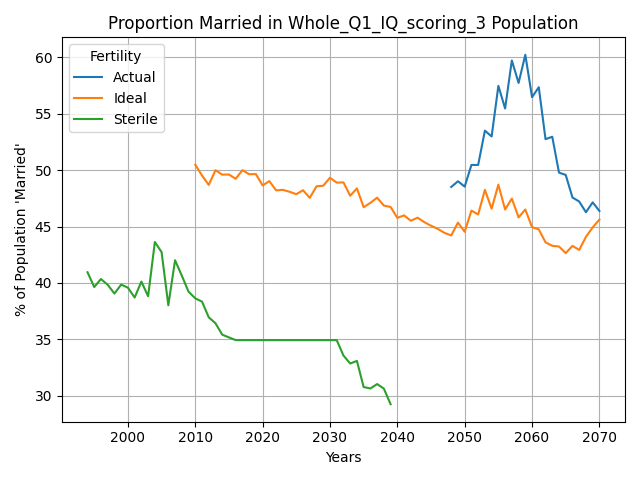 Proportion Married in Whole_Q1_IQ_scoring_3 Population
Fertility
Actual
Ideal
Sterile
% of Population 'Married'
60
55
50
45
40
35
30
2000
2010
2020
2030
2040
2050
2060
2070
Years